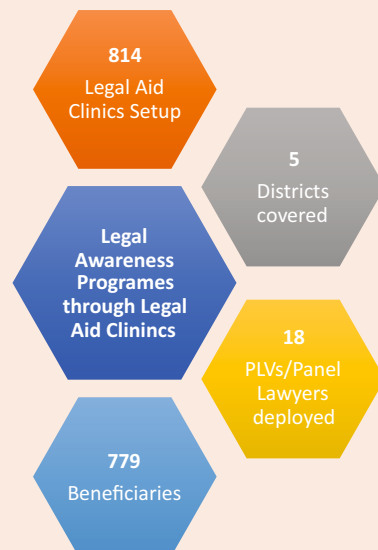 814
Legal Aid
Clinics Setup
5
Districts
covered
Legal
Awareness
Programes
through Legal
Aid Clinincs
18
PLVs/Panel
Lawyers
deployed
779
Beneficiaries